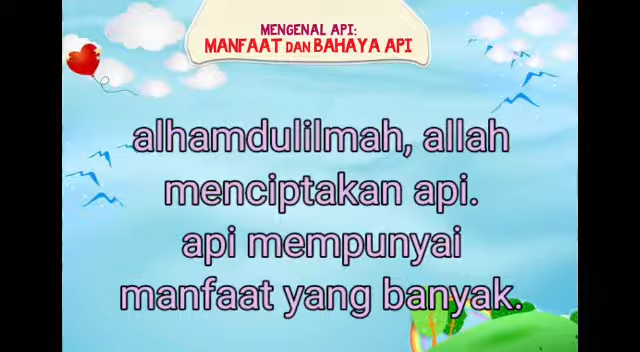 MENGENAL API:
MANFAAT DAN BAHAYA API
alhamdulilmah, allah
menciptakan api.
api mempunyai
manfaat yang banyak.